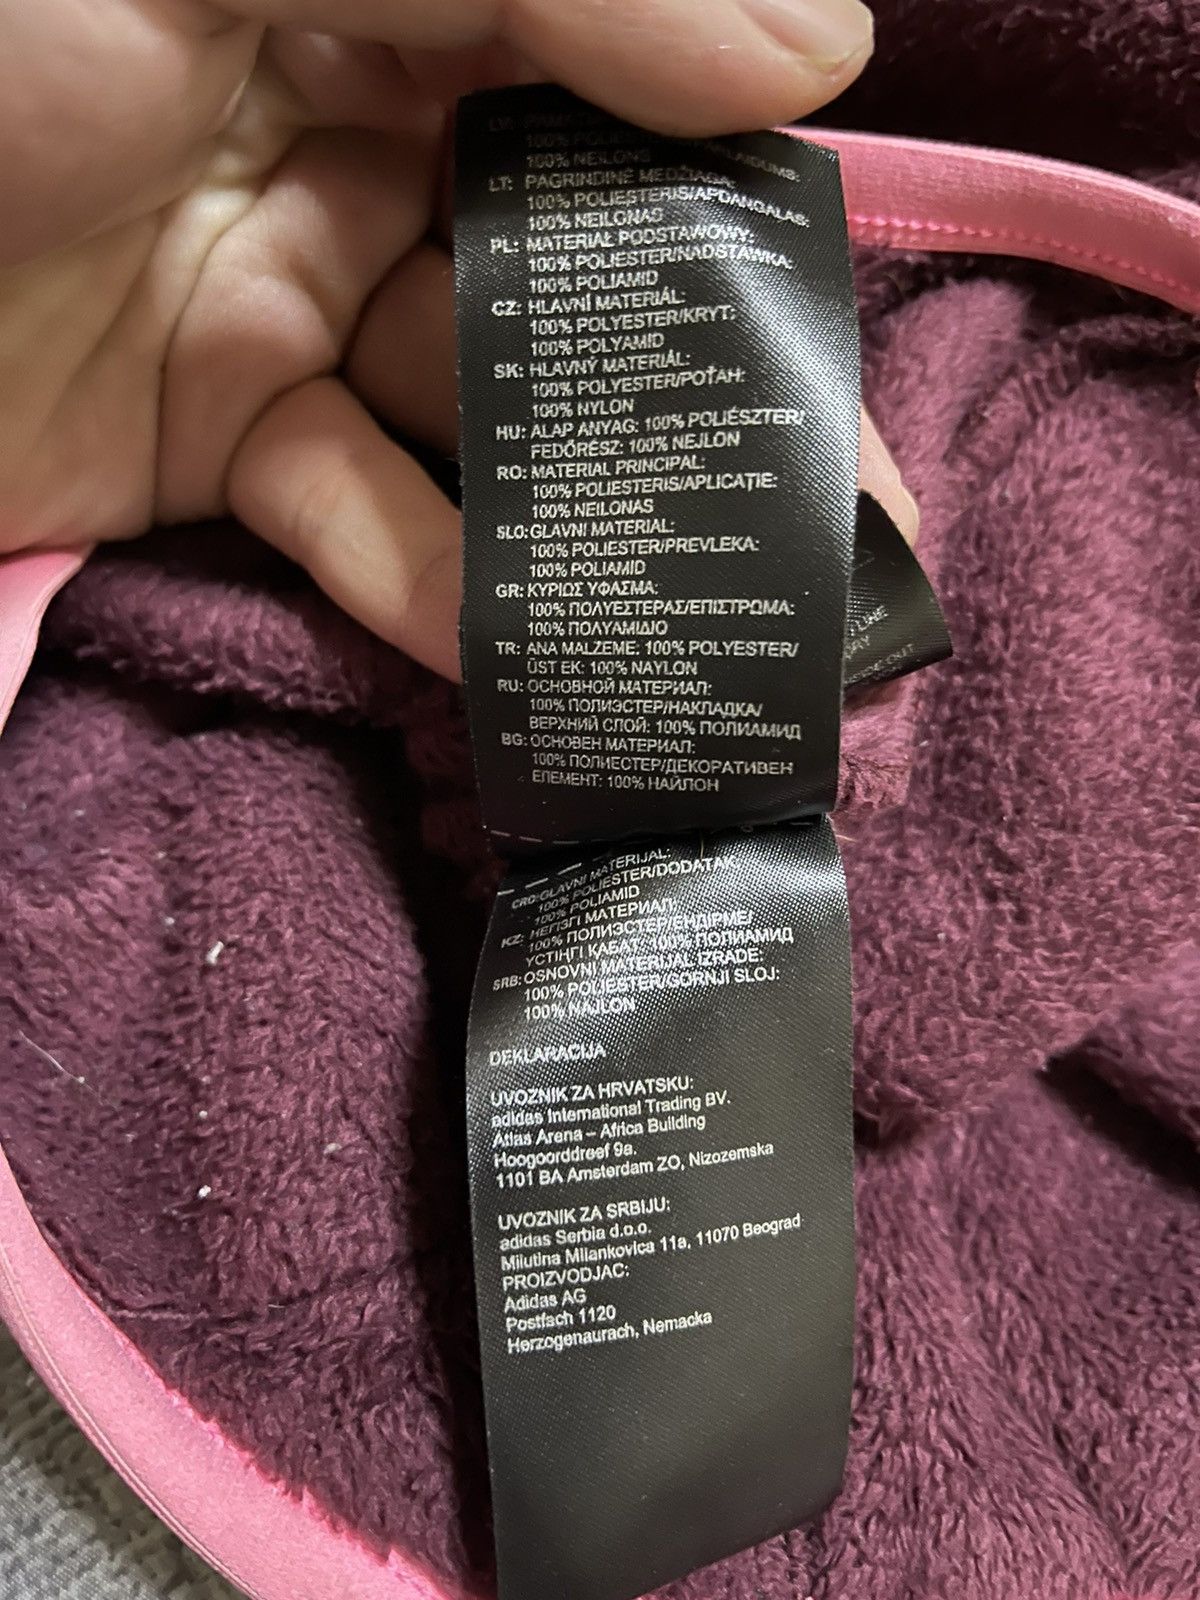 100% NEILONS
LT: PAGRINDINĖ MEDŽIAGA:
100% POLIESTERIS/APDANGALAS:
100% NEILONAS
PL: MATERIAŁ PODSTAWOWY:
100% POLIESTER/NADSTAWKA:
100% POLIAMID
CZ: HLAVNÍ MATERIÁL:
100% POLYESTER/KRYT:
100% POLYAMID
SK: HLAVNÝ MATERIÁL:
100% POLYESTER/POŤAH:
100% NYLON
HU: ALAP ANYAG: 100% POLIÉSZTER/
FEDŐRÉSZ: 100% NEJLON
RO: MATERIAL PRINCIPAL:
100% POLIESTERIS/APLICAŢIE:
100% NEILONAS
SLO: GLAVNI MATERIAL:
100% POLIESTER/PREVLEKA:
100% POLIAMID
GR: ΚΥΡΙΩΣ ΥΦΑΣΜΑ:
100% ΠΟΛΥΕΣΤΕΡΑΣ/ΕΠΙΣΤΡΩΜΑ:
100% ΠΟΛΥΑΜΙΔΙΟ
TR: ANA MALZEME: 100% POLYESTER/
ÜST EK: 100% NAYLON
RU: ОСНОВНОЙ МАТЕРИАЛ:
100% ПОЛИЭСТЕР/НАКЛАДКА/
ВЕРХНИЙ СЛОЙ: 100% ПОЛИАМИД
BG: ОСНОВЕН МАТЕРИАЛ:
100% ПОЛИЕСТЕР/ДЕКОРАТИВЕН
ЕЛЕМЕНТ: 100% НАЙЛОН
CRO: GLAVNI MATERIJAL:
100% POLIESTER/DODATAK:
100% POLIAMID
KZ: НЕГІЗГІ МАТЕРИАЛ:
100% ПОЛИЭСТЕР/ЕНДІРМЕ/
ҮСТІҢГІ ҚАБАТ: 100% ПОЛИАМИД
SRB: OSNOVNI MATERIJAL IZRADE:
100% POLIESTER/GORNJI SLOJ:
100% NAJLON
DEKLARACIJA
UVOZNIK ZA HRVATSKU:
adidas International Trading BV.
Atlas Arena – Africa Building
Hoogoorddreef 9a.
1101 BA Amsterdam ZO, Nizozemska
UVOZNIK ZA SRBIJU:
adidas Serbia d.o.o.
Milutina Milankovica 11a, 11070 Beograd
PROIZVODJAC:
Adidas AG
Postfach 1120
Herzogenaurach, Nemacka
OUT